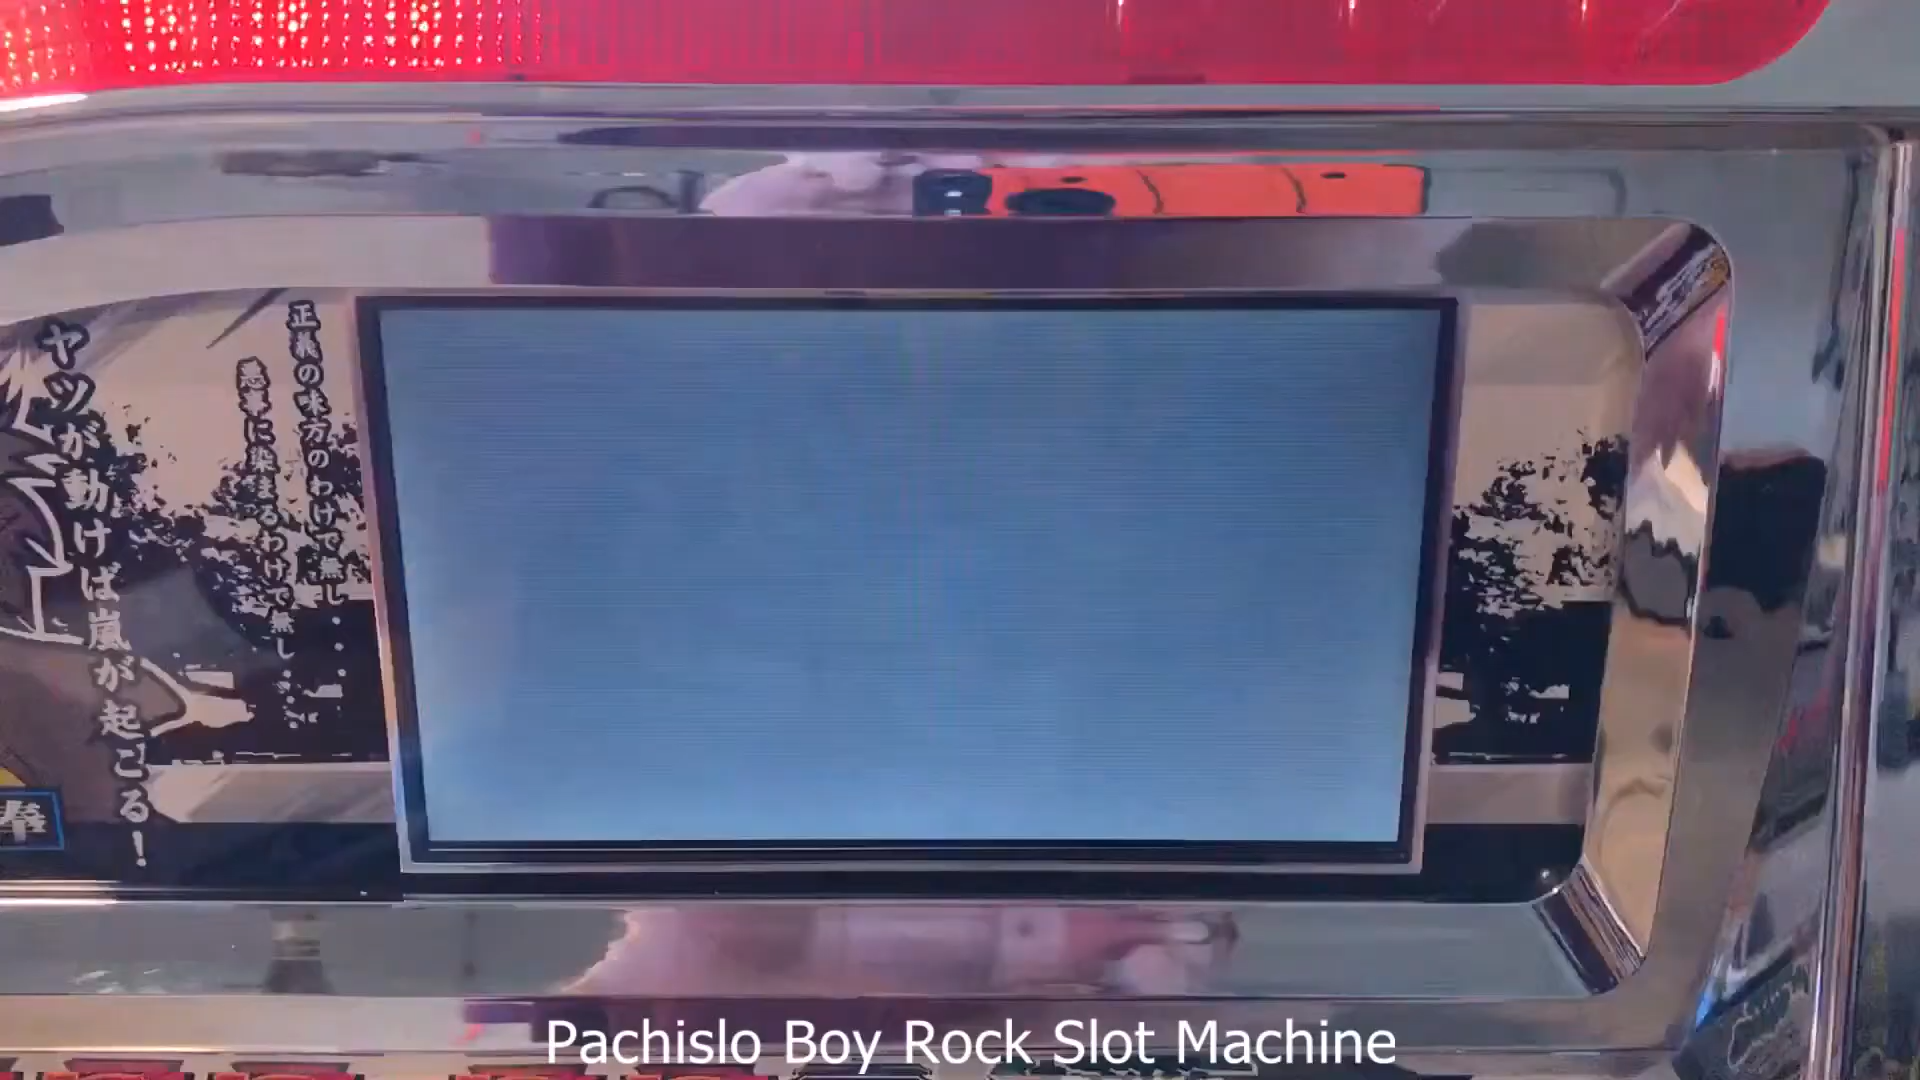 正義の味方のわけで無し・・・・
悪事に染まるわけで無し・・・・
ヤツが動けば嵐が起こる！
奉
Pachislo Boy Rock Slot Machine